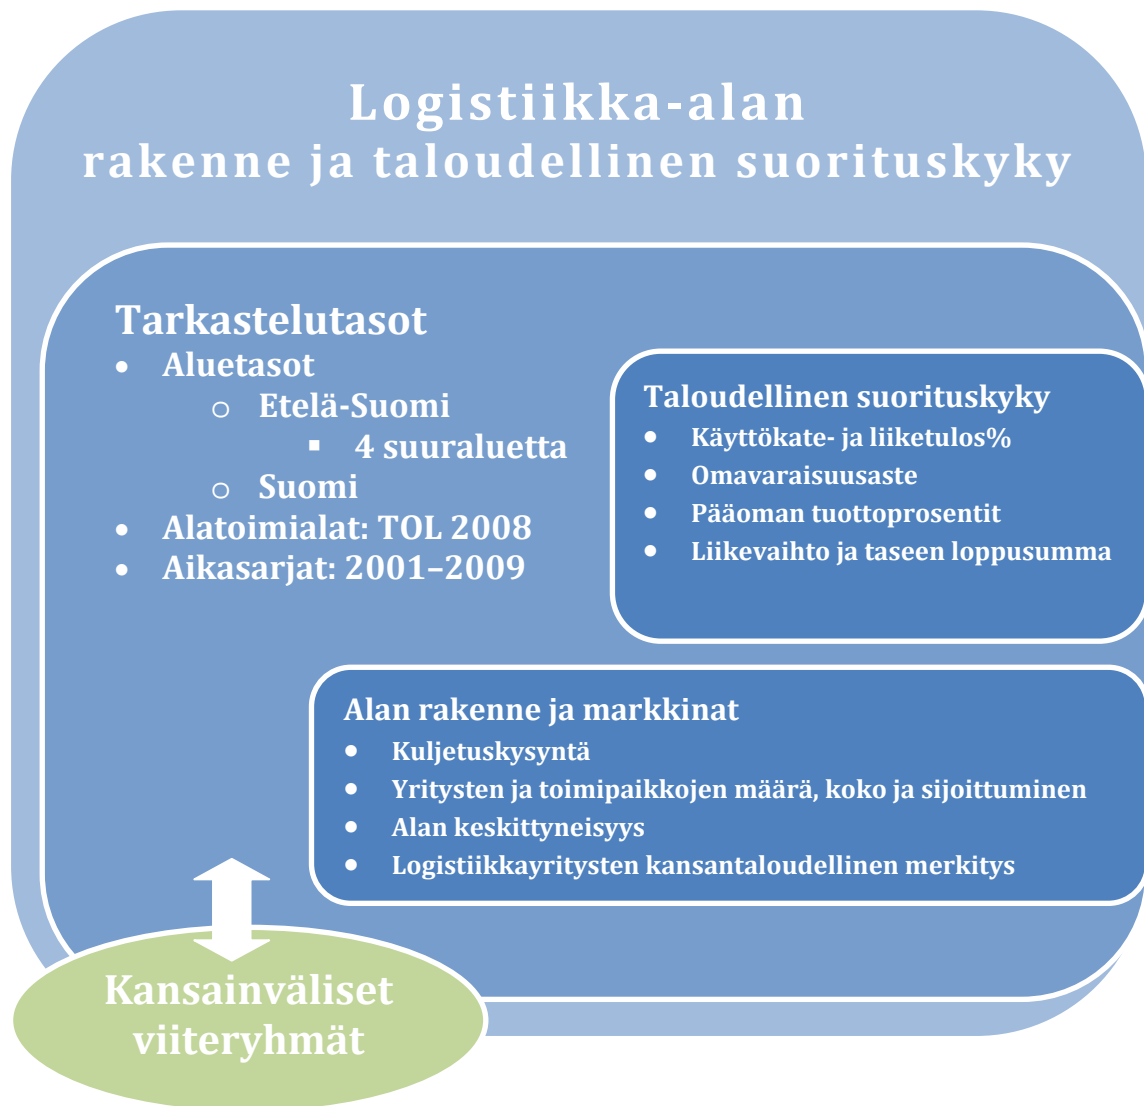 Logistiikka-alan
rakenne ja taloudellinen suorituskyky
Tarkastelutasot
• Aluetasot
o Etelä-Suomi
▪ 4 suuraluetta
o Suomi
• Alatoimialat: TOL 2008
• Aikasarjat: 2001–2009
Taloudellinen suorituskyky
• Käyttökate- ja liiketulos%
• Omavaraisuusaste
• Pääoman tuottoprosentit
• Liikevaihto ja taseen loppusumma
Alan rakenne ja markkinat
• Kuljetuskysyntä
• Yritysten ja toimipaikkojen määrä, koko ja sijoittuminen
• Alan keskittyneisyys
• Logistiikkayritysten kansantaloudellinen merkitys
Kansainväliset
viiteryhmät